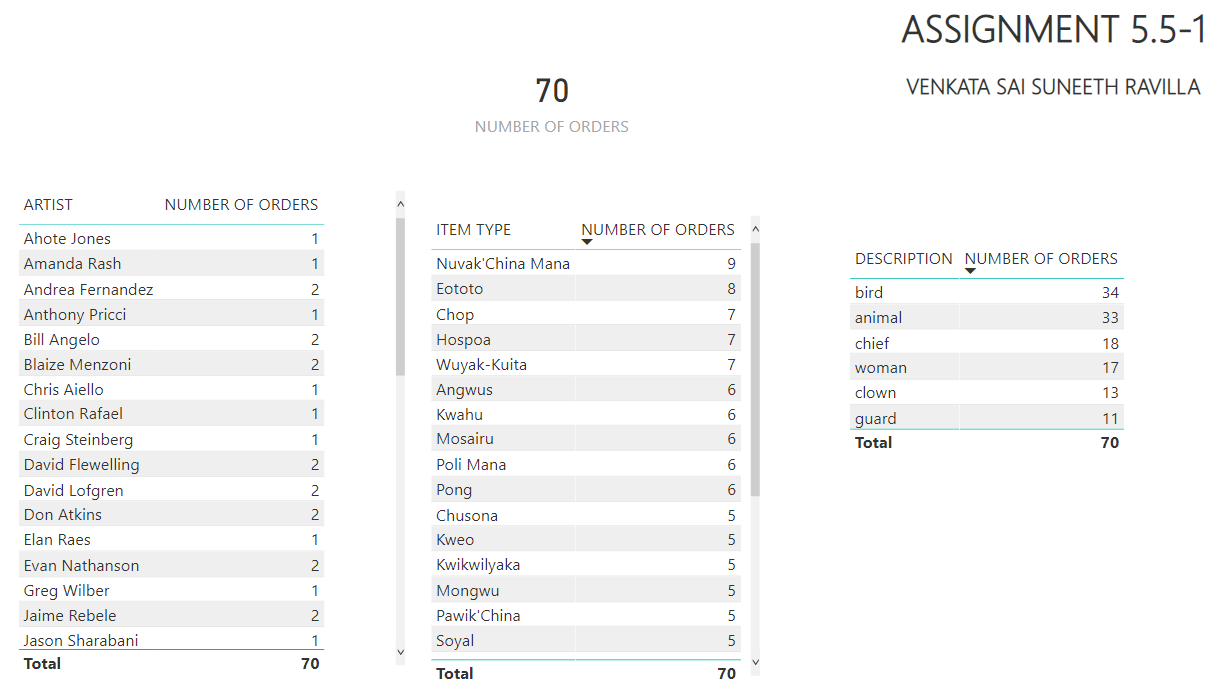 ASSIGNMENT 5.5-1
VENKATA SAI SUNEETH RAVILLA
70
NUMBER OF ORDERS
ARTIST NUMBER OF ORDERS
Ahote Jones 1
Amanda Rash 1
Andrea Fernandez 2
Anthony Pricci 1
Bill Angelo 2
Blaize Menzoni 2
Chris Aiello 1
Clinton Rafael 1
Craig Steinberg 1
David Flewelling 2
David Lofgren 2
Don Atkins 2
Elan Raes 1
Evan Nathanson 2
Greg Wilber 1
Jaime Rebele 2
Jason Sharabani 1
Total 70
ITEM TYPE NUMBER OF ORDERS
Nuvak'China Mana 9
Eototo 8
Chop 7
Hospoa 7
Wuyak-Kuita 7
Angwus 6
Kwahu 6
Mosairu 6
Poli Mana 6
Pong 6
Chusona 5
Kweo 5
Kwikwilyaka 5
Mongwu 5
Pawik'China 5
Soyal 5
Total 70
DESCRIPTION NUMBER OF ORDERS
bird 34
animal 33
chief 18
woman 17
clown 13
guard 11
Total 70